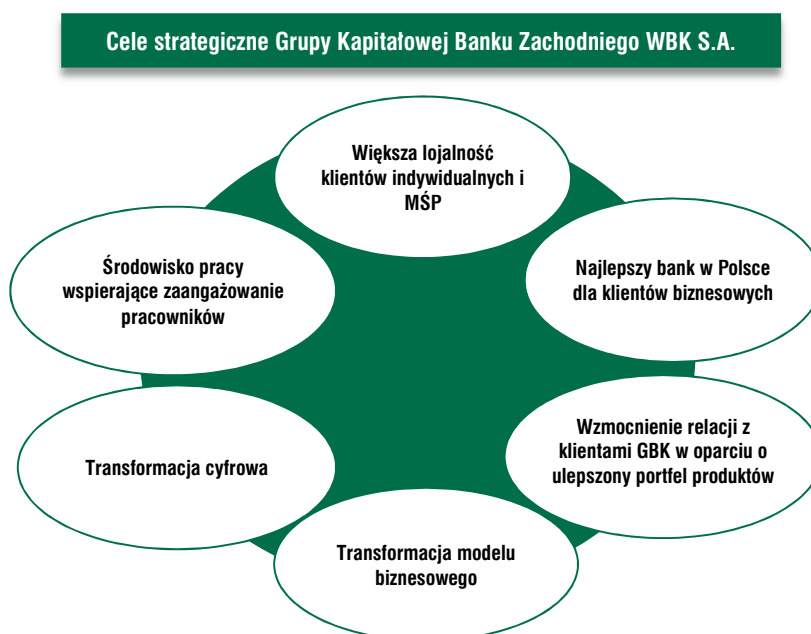 Cele strategiczne Grupy Kapitałowej Banku Zachodniego WBK S.A.
Większa lojalność
klientów indywidualnych i
MŚP
Najlepszy bank w Polsce
dla klientów biznesowych
Wzmocnienie relacji z
klientami GBK w oparciu o
ulepszony portfel produktów
Transformacja modelu
biznesowego
Transformacja cyfrowa
Środowisko pracy
wspierające zaangażowanie
pracowników